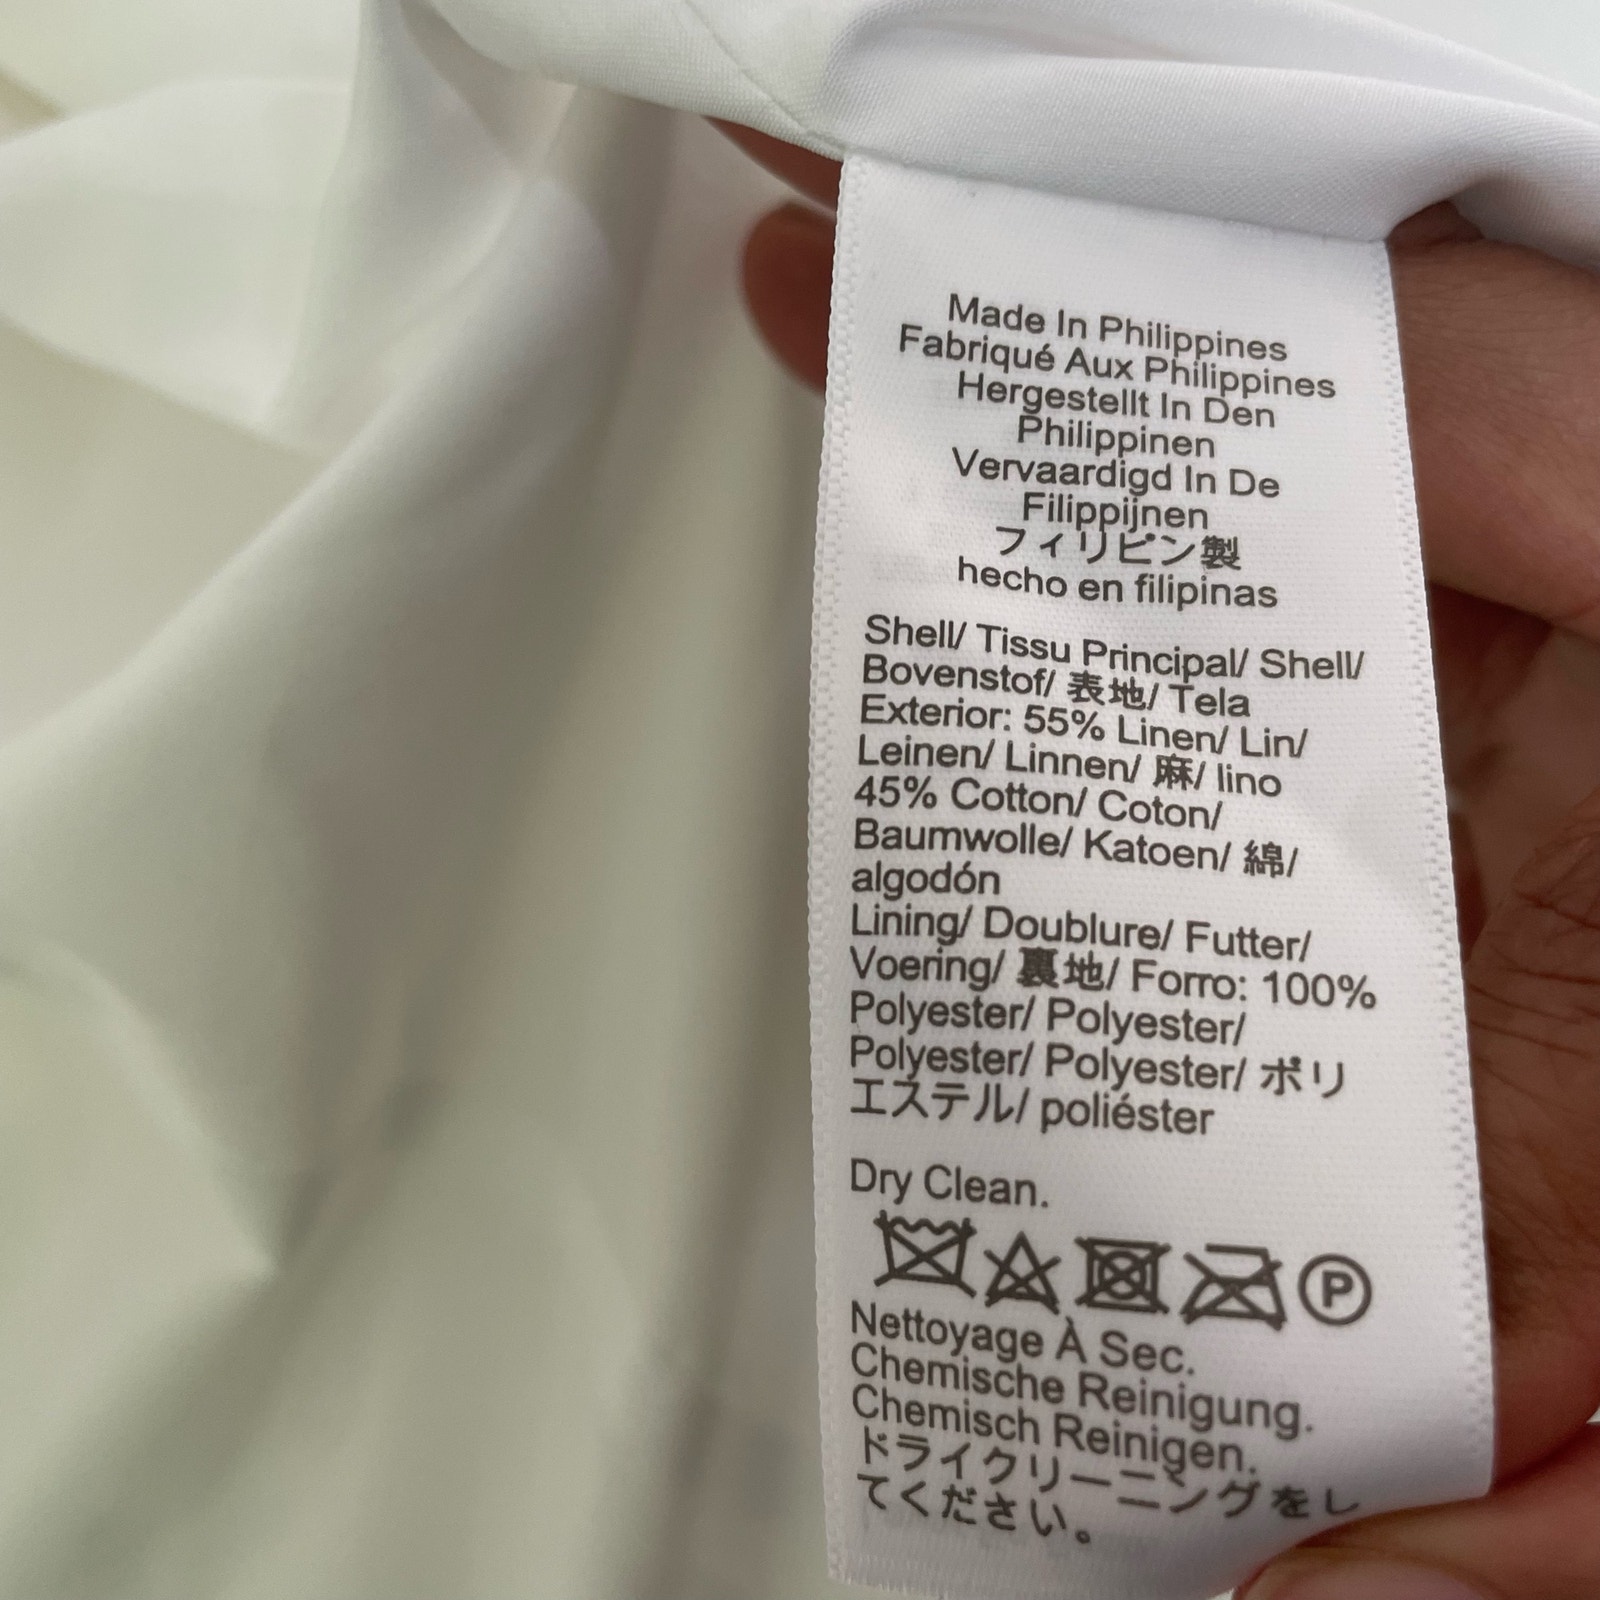 Made In Philippines
Fabriqué Aux Philippines
Hergestellt In Den
Philippinen
Vervaardigd In De
Filippijnen
フィリピン製
hecho en filipinas
Shell/ Tissu Principal/ Shell/
Bovenstof/ 表地/ Tela
Exterior: 55% Linen/ Lin/
Leinen/ Linnen/ 麻/ lino
45% Cotton/ Coton/
Baumwolle/ Katoen/ 綿/
algodón
Lining/ Doublure/ Futter/
Voering/ 裏地/ Forro: 100%
Polyester/ Polyester/
Polyester/ Polyester/ ポリ
エステル/ poliéster
Dry Clean.
P
Nettoyage À Sec.
Chemische Reinigung.
Chemisch Reinigen.
ドライクリーニングをし
てください。